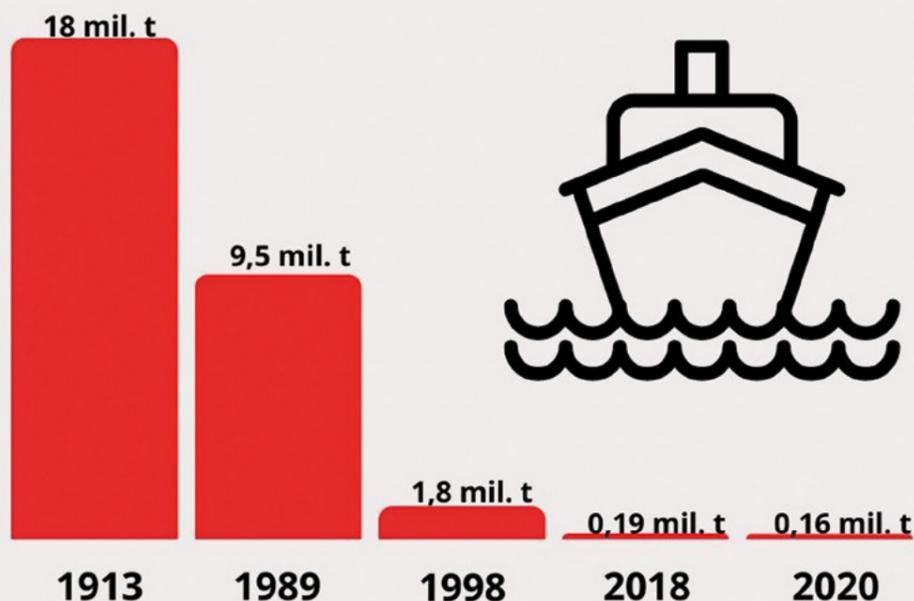 18 mil. t
9,5 mil. t
1,8 mil. t
0,19 mil. t
0,16 mil. t
1913
1989
1998
2018
2020